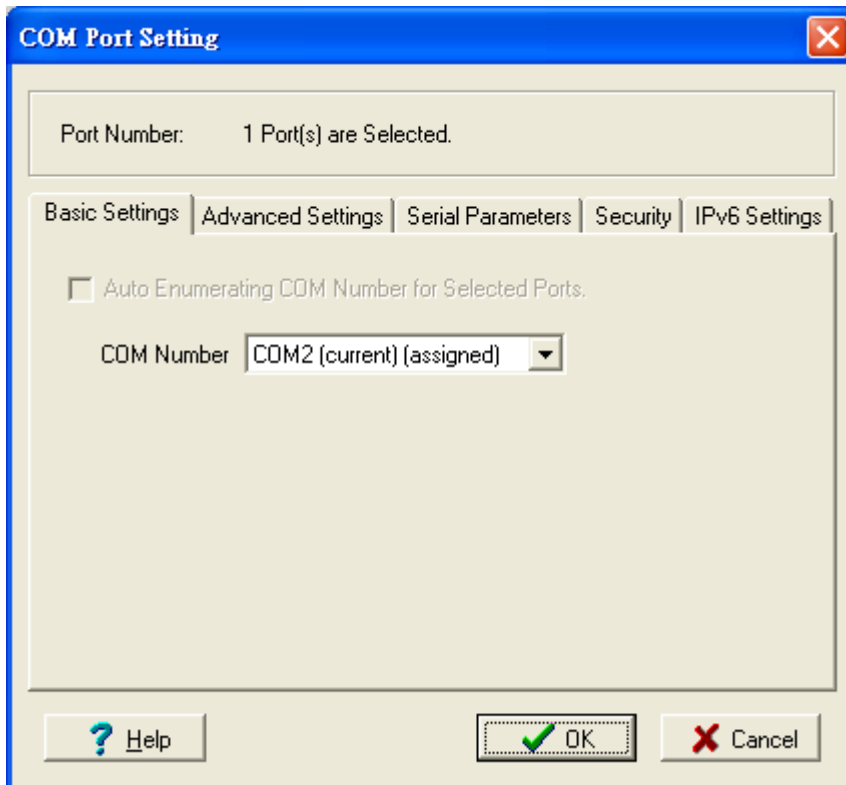 COM Port Setting
Port Number: 1 Port(s) are Selected.
Basic Settings Advanced Settings Serial Parameters Security IPv6 Settings
Auto Enumerating COM Number for Selected Ports.
COM Number COM2 (current) (assigned)
? Help OK Cancel